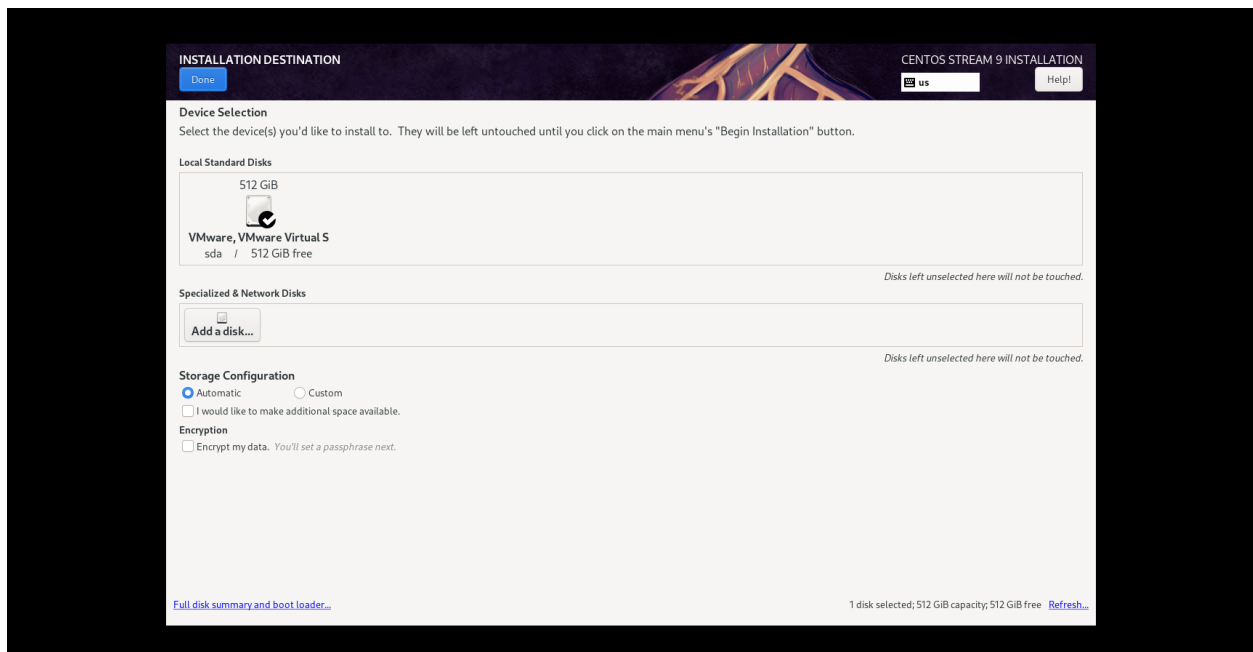 INSTALLATION DESTINATION
CENTOS STREAM 9 INSTALLATION
Done
us
Help!
Device Selection
Select the device(s) you'd like to install to. They will be left untouched until you click on the main menu's "Begin Installation" button.
Local Standard Disks
512 GiB
VMware, VMware Virtual S
sda / 512 GiB free
Disks left unselected here will not be touched.
Specialized & Network Disks
Add a disk...
Disks left unselected here will not be touched.
Storage Configuration
Automatic Custom
I would like to make additional space available.
Encryption
Encrypt my data. You'll set a passphrase next.
Full disk summary and boot loader...
1 disk selected; 512 GiB capacity; 512 GiB free Refresh...